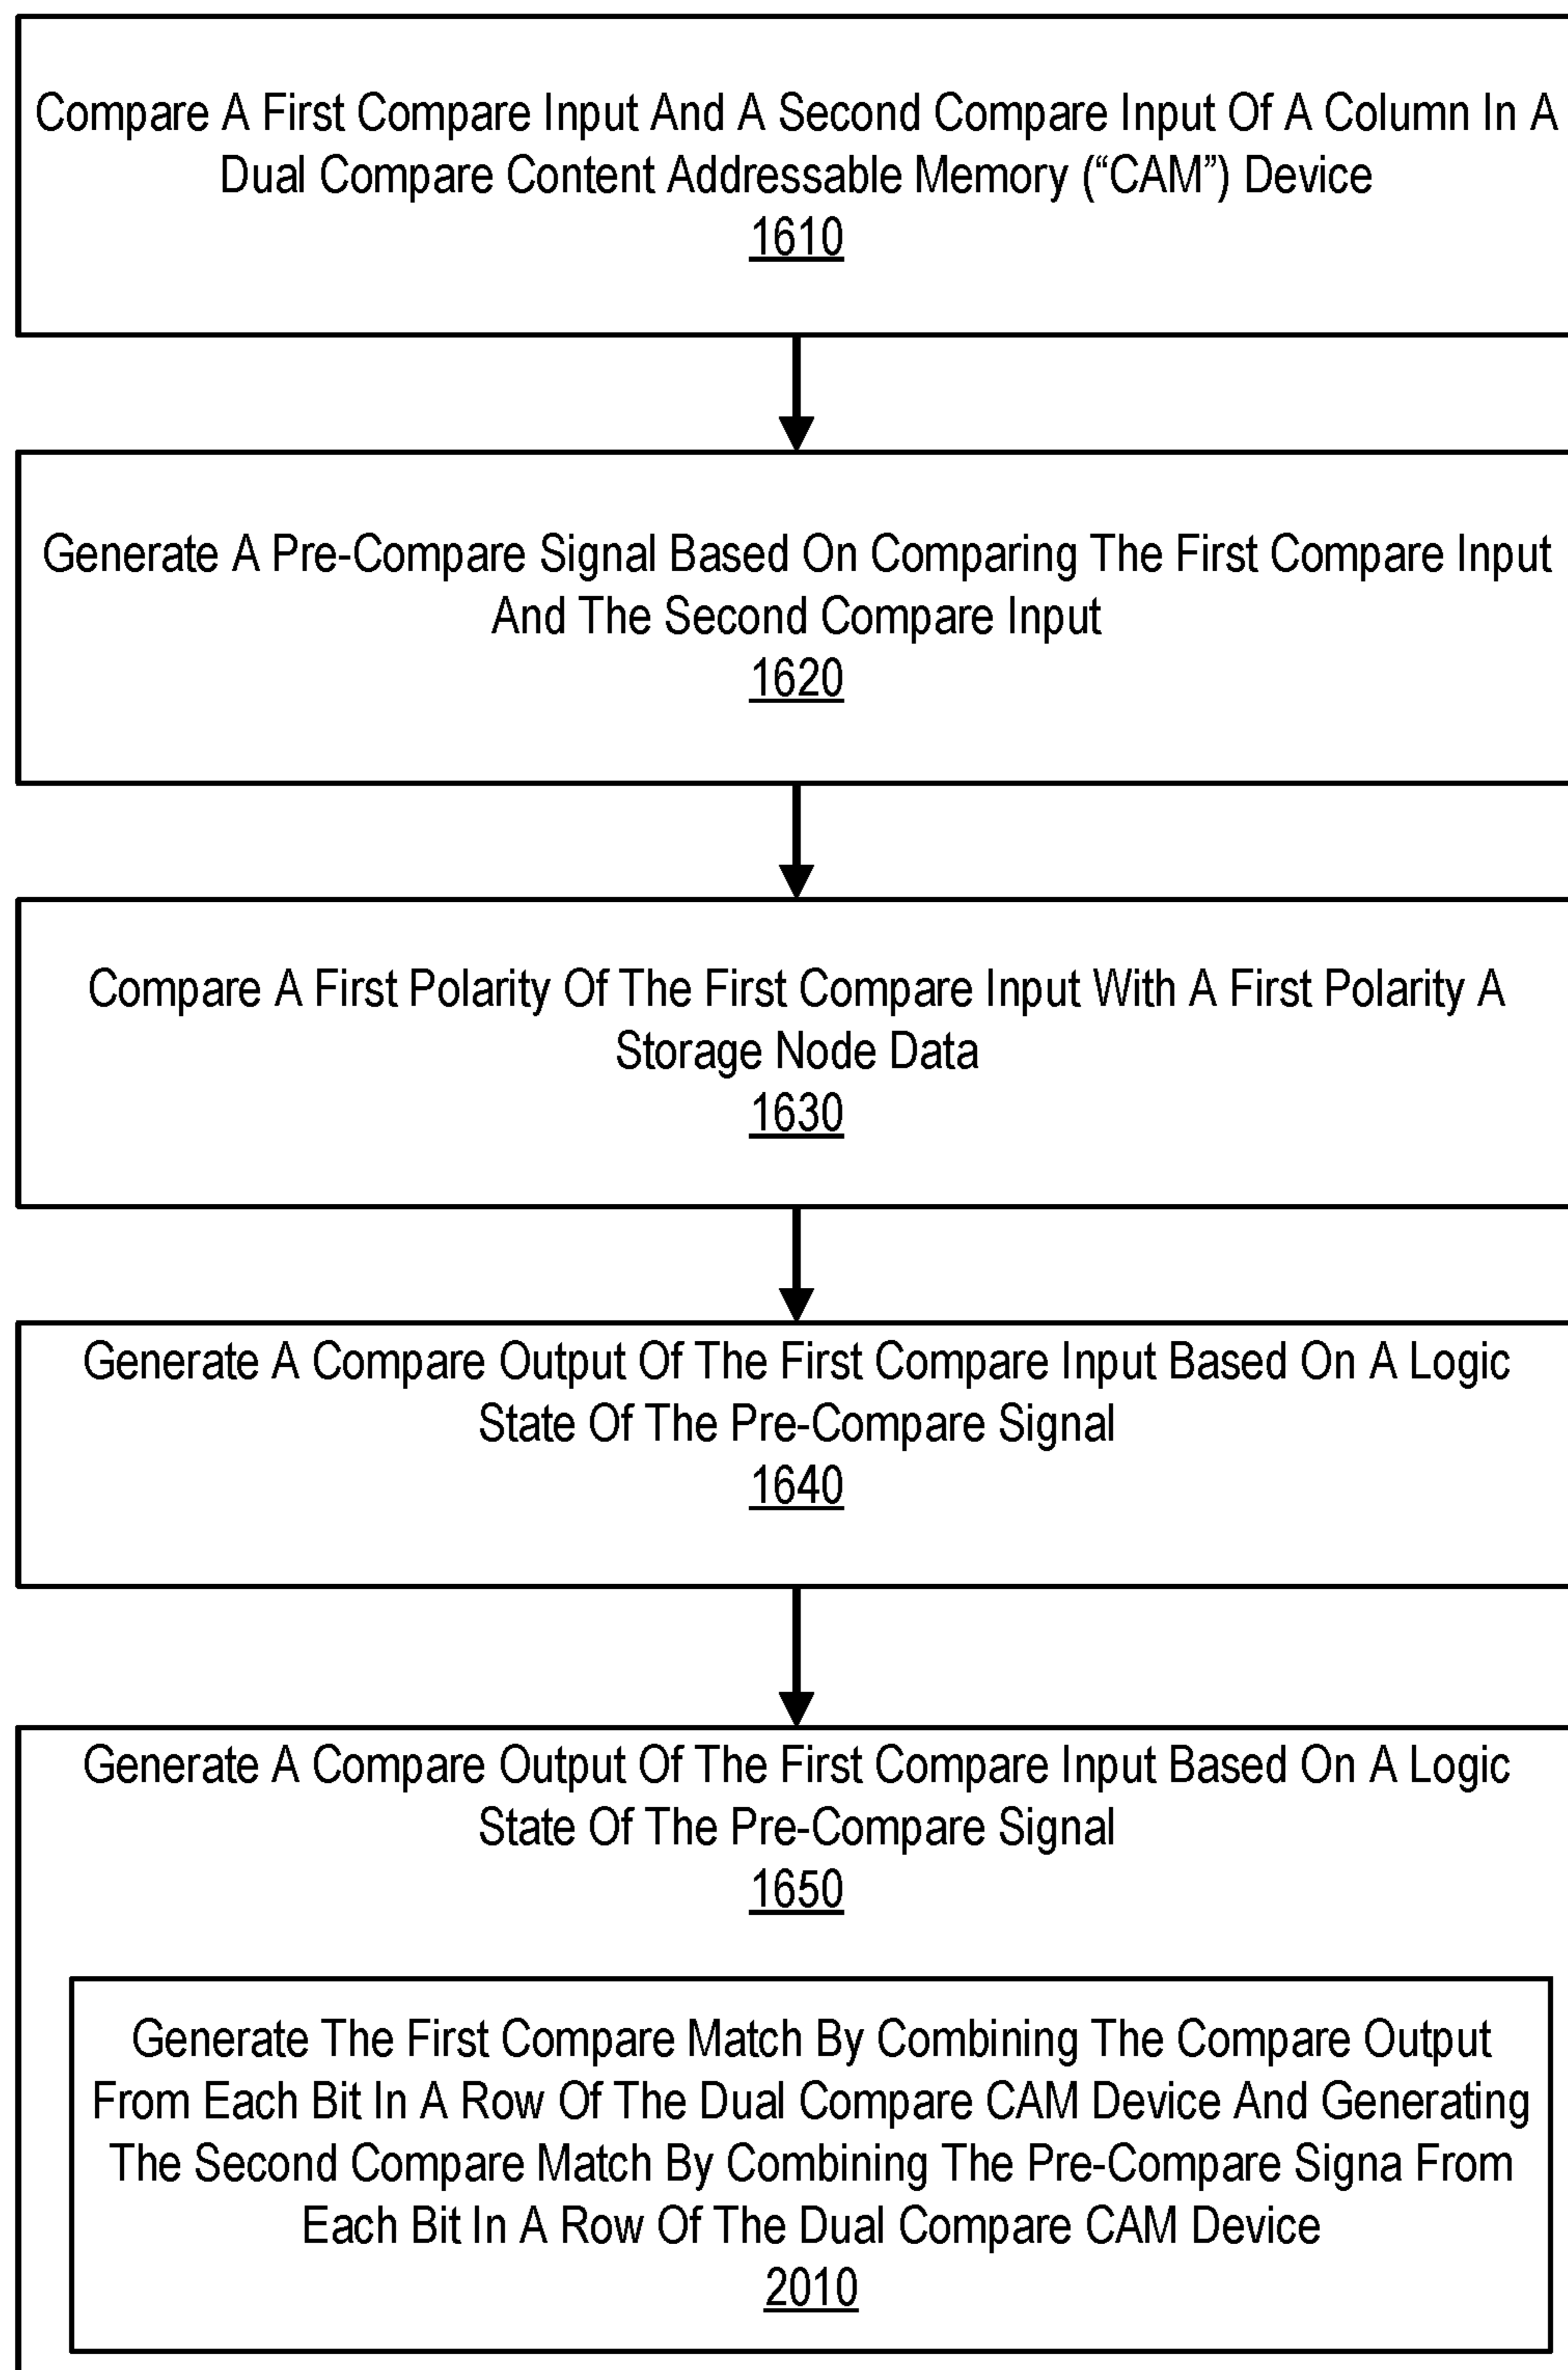 Compare A First Compare Input And A Second Compare Input Of A Column In A
Dual Compare Content Addressable Memory (“CAM”) Device
1610
Generate A Pre-Compare Signal Based On Comparing The First Compare Input
And The Second Compare Input
1620
Compare A First Polarity Of The First Compare Input With A First Polarity A
Storage Node Data
1630
Generate A Compare Output Of The First Compare Input Based On A Logic
State Of The Pre-Compare Signal
1640
Generate A Compare Output Of The First Compare Input Based On A Logic
State Of The Pre-Compare Signal
1650
Generate The First Compare Match By Combining The Compare Output
From Each Bit In A Row Of The Dual Compare CAM Device And Generating
The Second Compare Match By Combining The Pre-Compare Signa From
Each Bit In A Row Of The Dual Compare CAM Device
2010